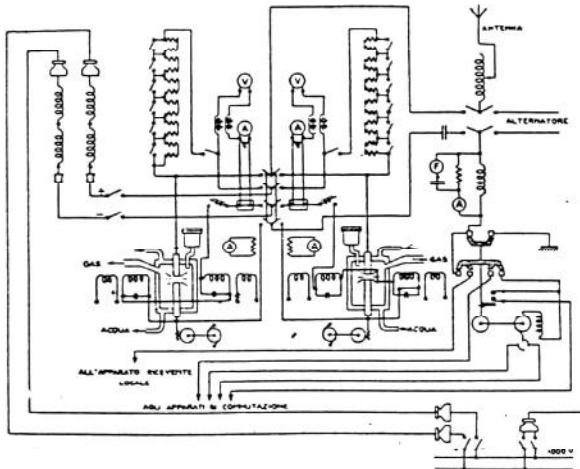 ANTENNA
ALTERNATORE
V
V
A
A
F
A
+
-
A
A
GAS
GAS
ACQUA
ACQUA
ALL'APPARATO RICEVENTE
LOCALE
AGLI APPARATI DI COMMUTAZIONE
1000 V